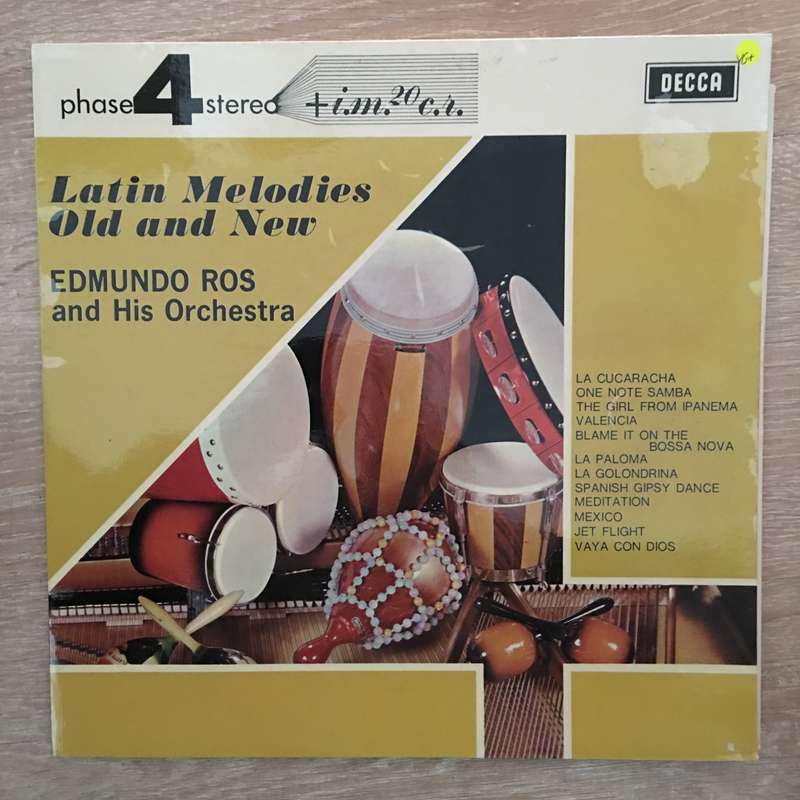 phase 4 stereo +i.m.20 c.r.
DECCA
VG+
Latin Melodies
Old and New
EDMUNDO ROS
and His Orchestra
LA CUCARACHA
ONE NOTE SAMBA
THE GIRL FROM IPANEMA
VALENCIA
BLAME IT ON THE
BOSSA NOVA
LA PALOMA
LA GOLONDRINA
SPANISH GIPSY DANCE
MEDITATION
MEXICO
JET FLIGHT
VAYA CON DIOS